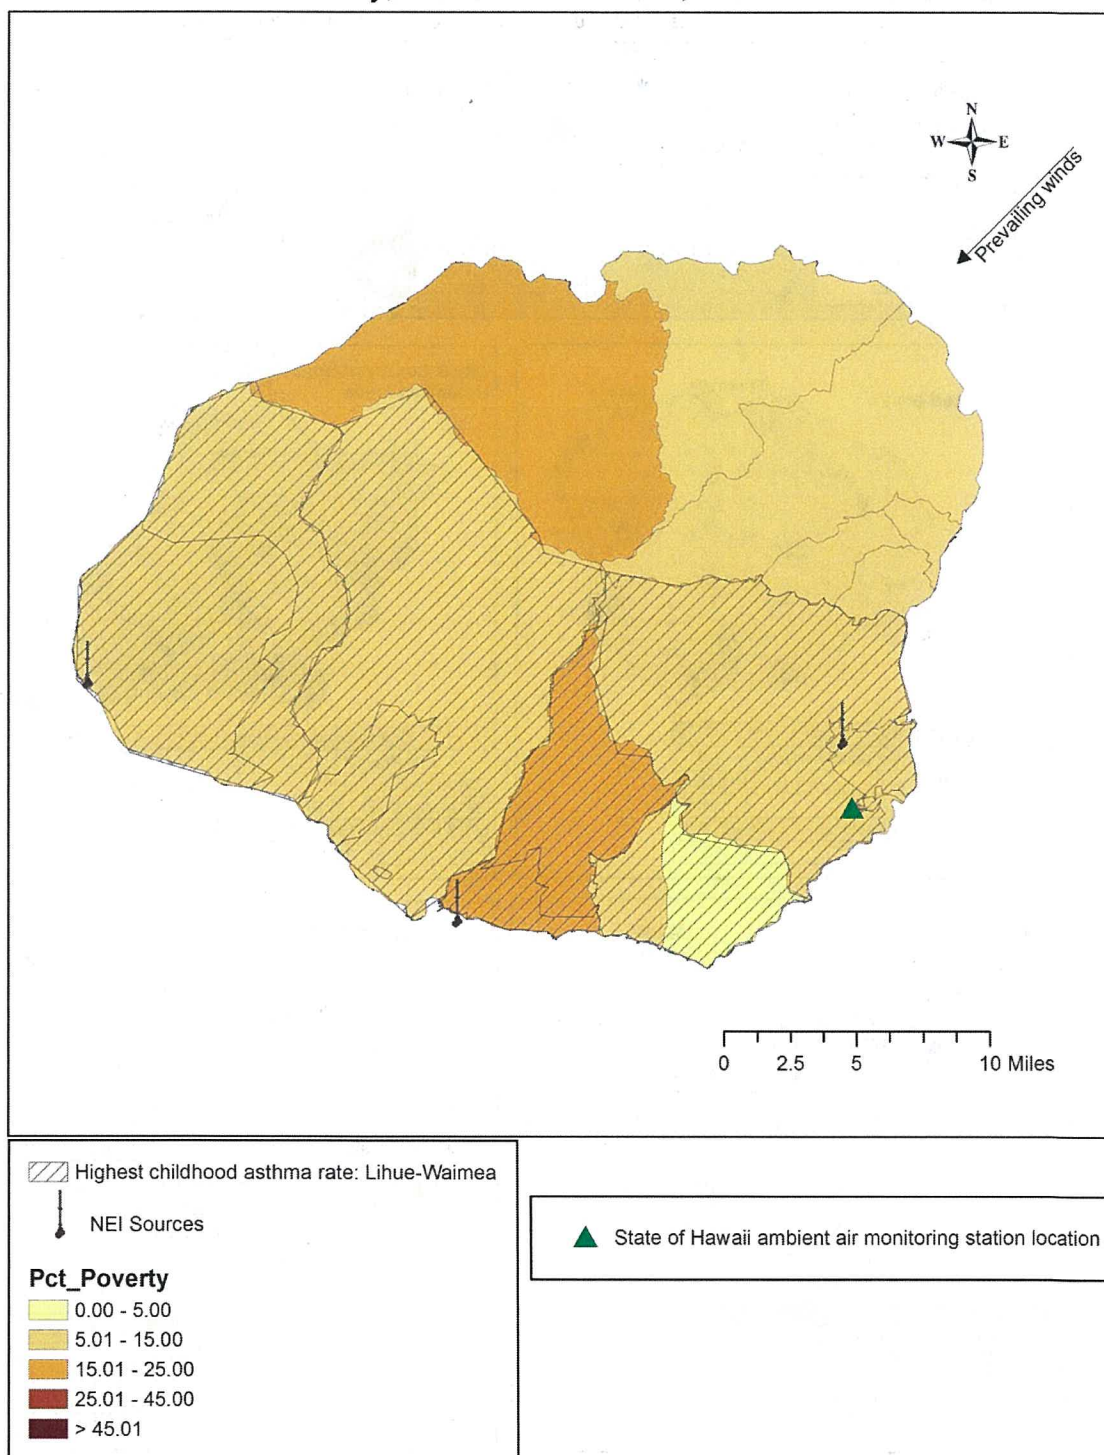 N
W E
S
Prevailing winds
0 2.5 5 10 Miles
Highest childhood asthma rate: Lihue-Waimea
NEI Sources
Pct_Poverty
0.00 - 5.00
5.01 - 15.00
15.01 - 25.00
25.01 - 45.00
> 45.01
State of Hawaii ambient air monitoring station location